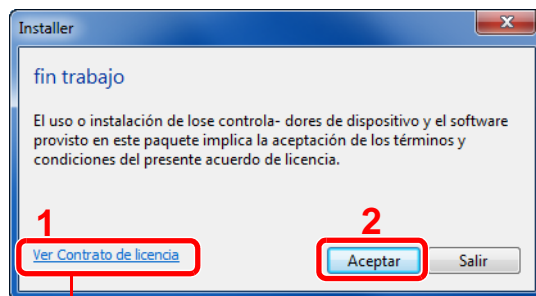 Installer
fin trabajo
El uso o instalación de lose controla- dores de dispositivo y el software
provisto en este paquete implica la aceptación de los términos y
condiciones del presente acuerdo de licencia.
1
2
Ver Contrato de licencia
Aceptar
Salir